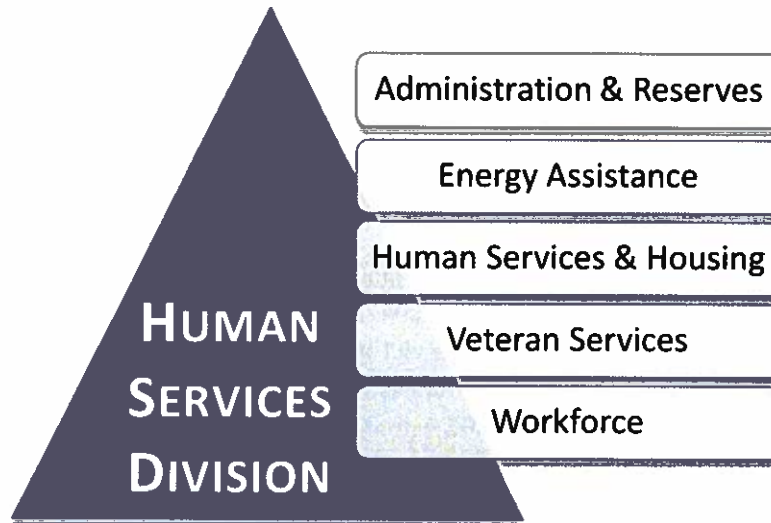 Administration & Reserves
Energy Assistance
Human Services & Housing
Veteran Services
Workforce
HUMAN
SERVICES
DIVISION